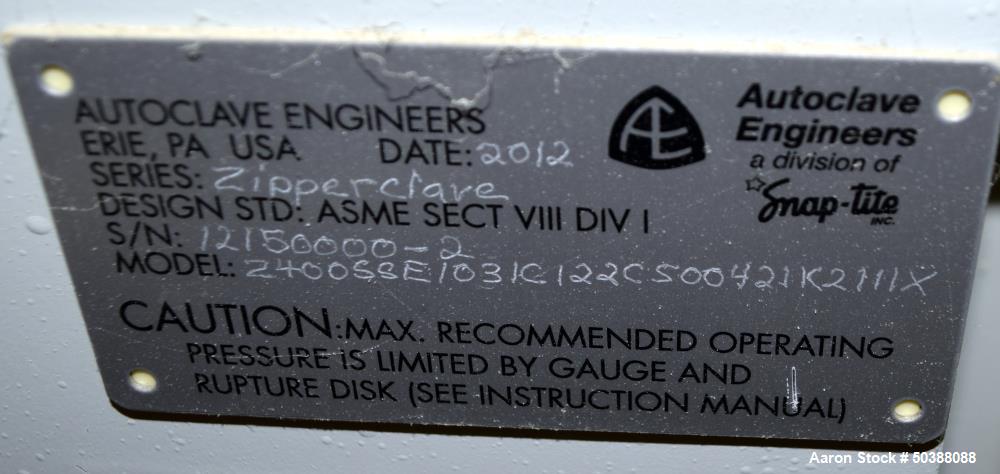 AUTOCLAVE ENGINEERS
ERIE, PA USA DATE: 2012
SERIES: Zipperclave
DESIGN STD: ASME SECT VIII DIV I
S/N: 12150000-2
MODEL: Z400SSE1031C122CS00421K2111X
AE
Autoclave
Engineers
a division of
Snap-tite
INC.
CAUTION: MAX. RECOMMENDED OPERATING
PRESSURE iS LIMITED BY GAUGE AND
RUPTURE DISK (SEE INSTRUCTION MANUAL)
Aaron Stock # 50388088